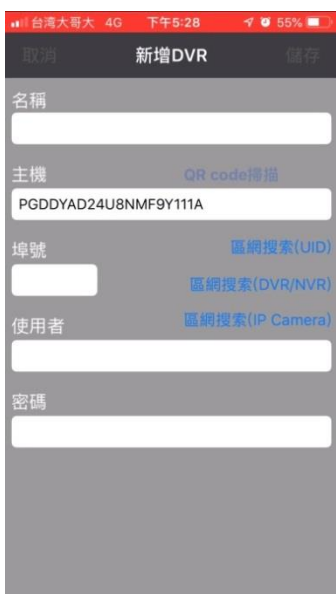 台湾大哥大 4G 下午5:28 55%
取消 新增DVR 儲存
名稱
主機 QR code掃描
PGDDYAD24U8NMF9Y111A
埠號 區網搜索(UID)
區網搜索(DVR/NVR)
使用者 區網搜索(IP Camera)
密碼